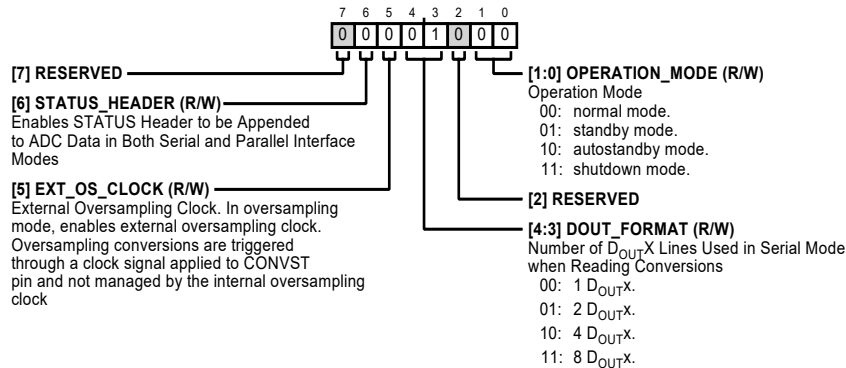 7 6 5 4 3 2 1 0
0 0 0 0 1 0 0 0
[7] RESERVED
[6] STATUS_HEADER (R/W)
Enables STATUS Header to be Appended
to ADC Data in Both Serial and Parallel Interface
Modes
[5] EXT_OS_CLOCK (R/W)
External Oversampling Clock. In oversampling
mode, enables external oversampling clock.
Oversampling conversions are triggered
through a clock signal applied to CONVST
pin and not managed by the internal oversampling
clock
[1:0] OPERATION_MODE (R/W)
Operation Mode
00: normal mode.
01: standby mode.
10: autostandby mode.
11: shutdown mode.
[2] RESERVED
[4:3] DOUT_FORMAT (R/W)
Number of DOUTX Lines Used in Serial Mode
when Reading Conversions
00: 1 DOUTx.
01: 2 DOUTx.
10: 4 DOUTx.
11: 8 DOUTx.